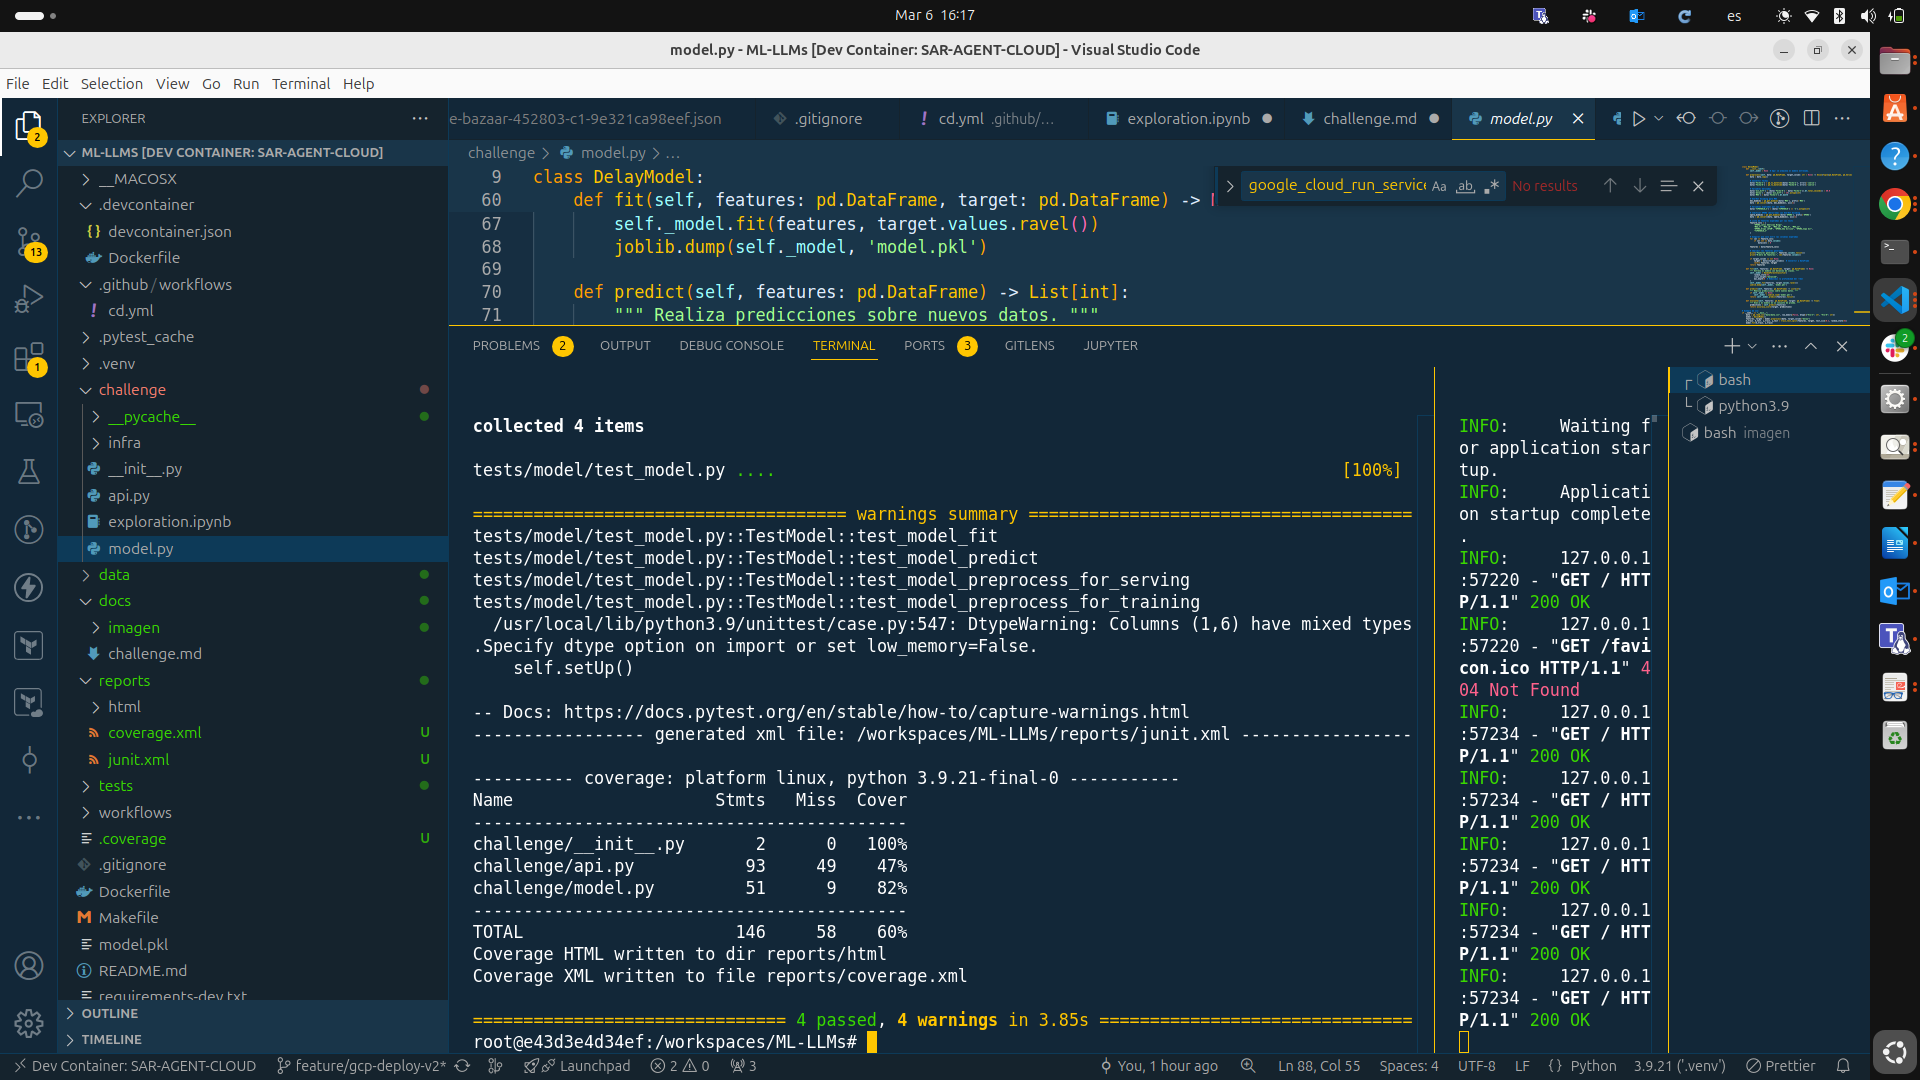 Mar 6 16:17
es
model.py - ML-LLMs [Dev Container: SAR-AGENT-CLOUD] - Visual Studio Code
File Edit Selection View Go Run Terminal Help
EXPLORER
2
ML-LLMS [DEV CONTAINER: SAR-AGENT-CLOUD]
__MACOSX
.devcontainer
devcontainer.json
Dockerfile
.github / workflows
cd.yml
.pytest_cache
.venv
challenge
__pycache__
infra
__init__.py
api.py
exploration.ipynb
model.py
data
docs
imagen
challenge.md
reports
html
coverage.xml U
junit.xml U
tests
workflows
.coverage U
.gitignore
Dockerfile
Makefile
model.pkl
README.md
requirements-dev.txt
OUTLINE
TIMELINE
13
1
e-bazaar-452803-c1-9e321ca98eef.json
.gitignore
cd.yml .github/...
exploration.ipynb
challenge.md
model.py
challenge > model.py > ...
9 class DelayModel:
60 def fit(self, features: pd.DataFrame, target: pd.DataFrame) ->
67 self._model.fit(features, target.values.ravel())
68 joblib.dump(self._model, 'model.pkl')
69
70 def predict(self, features: pd.DataFrame) -> List[int]:
71 """ Realiza predicciones sobre nuevos datos. """
google_cloud_run_service Aa ab No results
PROBLEMS 2 OUTPUT DEBUG CONSOLE TERMINAL PORTS 3 GITLENS JUPYTER
collected 4 items
tests/model/test_model.py .... [100%]
===================================== warnings summary ======================================
tests/model/test_model.py::TestModel::test_model_fit
tests/model/test_model.py::TestModel::test_model_predict
tests/model/test_model.py::TestModel::test_model_preprocess_for_serving
tests/model/test_model.py::TestModel::test_model_preprocess_for_training
/usr/local/lib/python3.9/unittest/case.py:547: DtypeWarning: Columns (1,6) have mixed types
.Specify dtype option on import or set low_memory=False.
self.setUp()
-- Docs: https://docs.pytest.org/en/stable/how-to/capture-warnings.html
----------------- generated xml file: /workspaces/ML-LLMs/reports/junit.xml -----------------
---------- coverage: platform linux, python 3.9.21-final-0 -----------
Name Stmts Miss Cover
-------------------------------------------
challenge/__init__.py 2 0 100%
challenge/api.py 93 49 47%
challenge/model.py 51 9 82%
-------------------------------------------
TOTAL 146 58 60%
Coverage HTML written to dir reports/html
Coverage XML written to file reports/coverage.xml
=============================== 4 passed, 4 warnings in 3.85s ===============================
root@e43d3e4d34ef:/workspaces/ML-LLMs#
INFO: Waiting f
or application star
tup.
INFO: Applicati
on startup complete
.
INFO: 127.0.0.1
:57220 - "GET / HTT
P/1.1" 200 OK
INFO: 127.0.0.1
:57220 - "GET /favi
con.ico HTTP/1.1" 4
04 Not Found
INFO: 127.0.0.1
:57234 - "GET / HTT
P/1.1" 200 OK
INFO: 127.0.0.1
:57234 - "GET / HTT
P/1.1" 200 OK
INFO: 127.0.0.1
:57234 - "GET / HTT
P/1.1" 200 OK
INFO: 127.0.0.1
:57234 - "GET / HTT
P/1.1" 200 OK
INFO: 127.0.0.1
:57234 - "GET / HTT
P/1.1" 200 OK
bash
python3.9
bash imagen
2
Dev Container: SAR-AGENT-CLOUD feature/gcp-deploy-v2* Launchpad 2 0 3 You, 1 hour ago Ln 88, Col 55 Spaces: 4 UTF-8 LF {} Python 3.9.21 ('.venv') Prettier